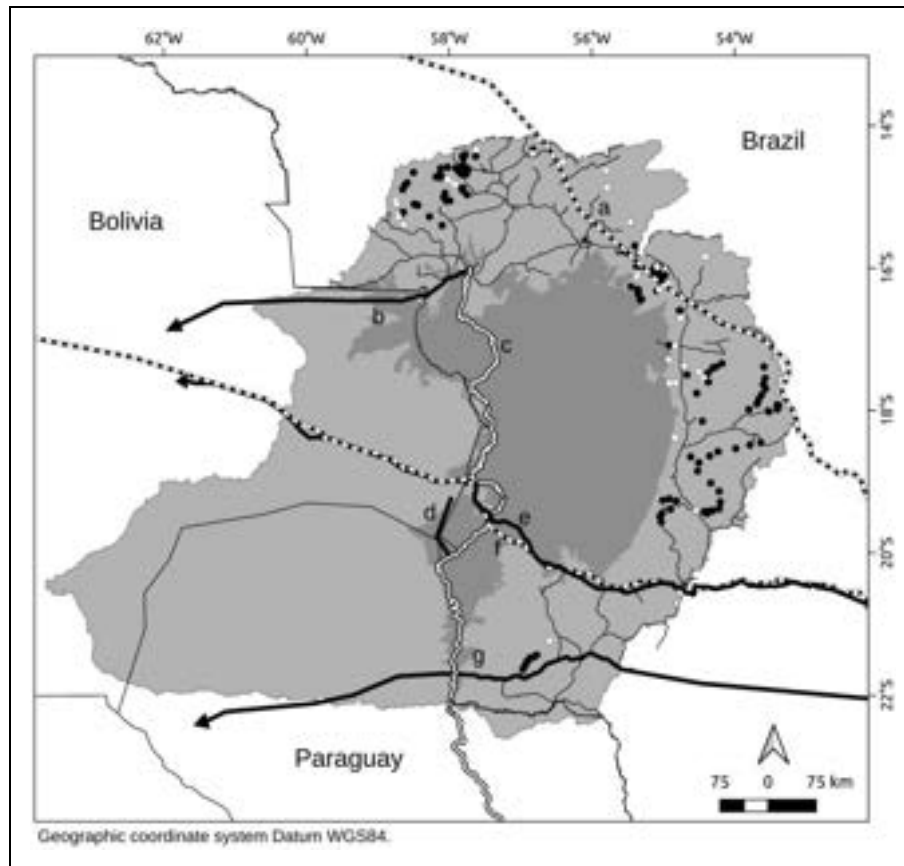 62°W 60°W 58°W 56°W 54°W
14°S
Brazil
Bolivia
a
16°S
b
c
18°S
d
e
f
20°S
g
22°S
Paraguay
75 0 75 km
Geographic coordinate system Datum WGS84.